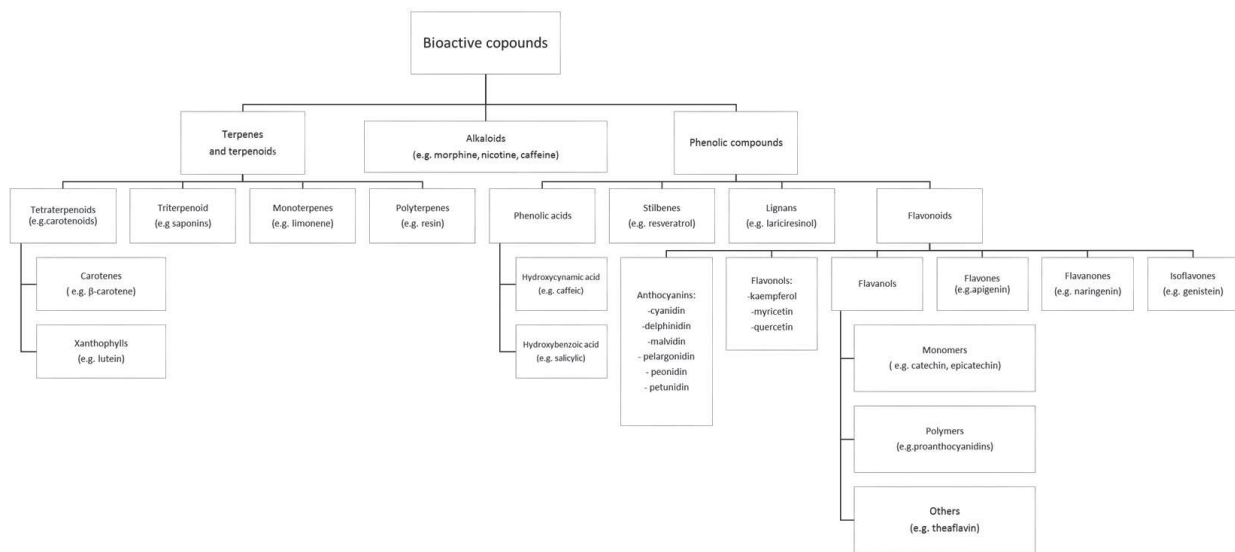 Bioactive copounds
Terpenes
and terpenoids
Alkaloids
(e.g. morphine, nicotine, caffeine)
Phenolic compounds
Tetraterpenoids
(e.g.carotenoids)
Triterpenoid
(e.g saponins)
Monoterpenes
(e.g. limonene)
Polyterpenes
(e.g. resin)
Phenolic acids
Stilbenes
(e.g. resveratrol)
Lignans
(e.g. lariciresinol)
Flavonoids
Carotenes
( e.g. β-carotene)
Xanthophylls
(e.g. lutein)
Hydroxycynamic acid
(e.g. caffeic)
Hydroxybenzoic acid
(e.g. salicylic)
Anthocyanins:
-cyanidin
-delphinidin
-malvidin
- pelargonidin
- peonidin
- petunidin
Flavonols:
-kaempferol
-myricetin
-quercetin
Flavanols
Flavones
(e.g.apigenin)
Flavanones
(e.g. naringenin)
Isoflavones
(e.g. genistein)
Monomers
( e.g. catechin, epicatechin)
Polymers
(e.g.proanthocyanidins)
Others
(e.g. theaflavin)